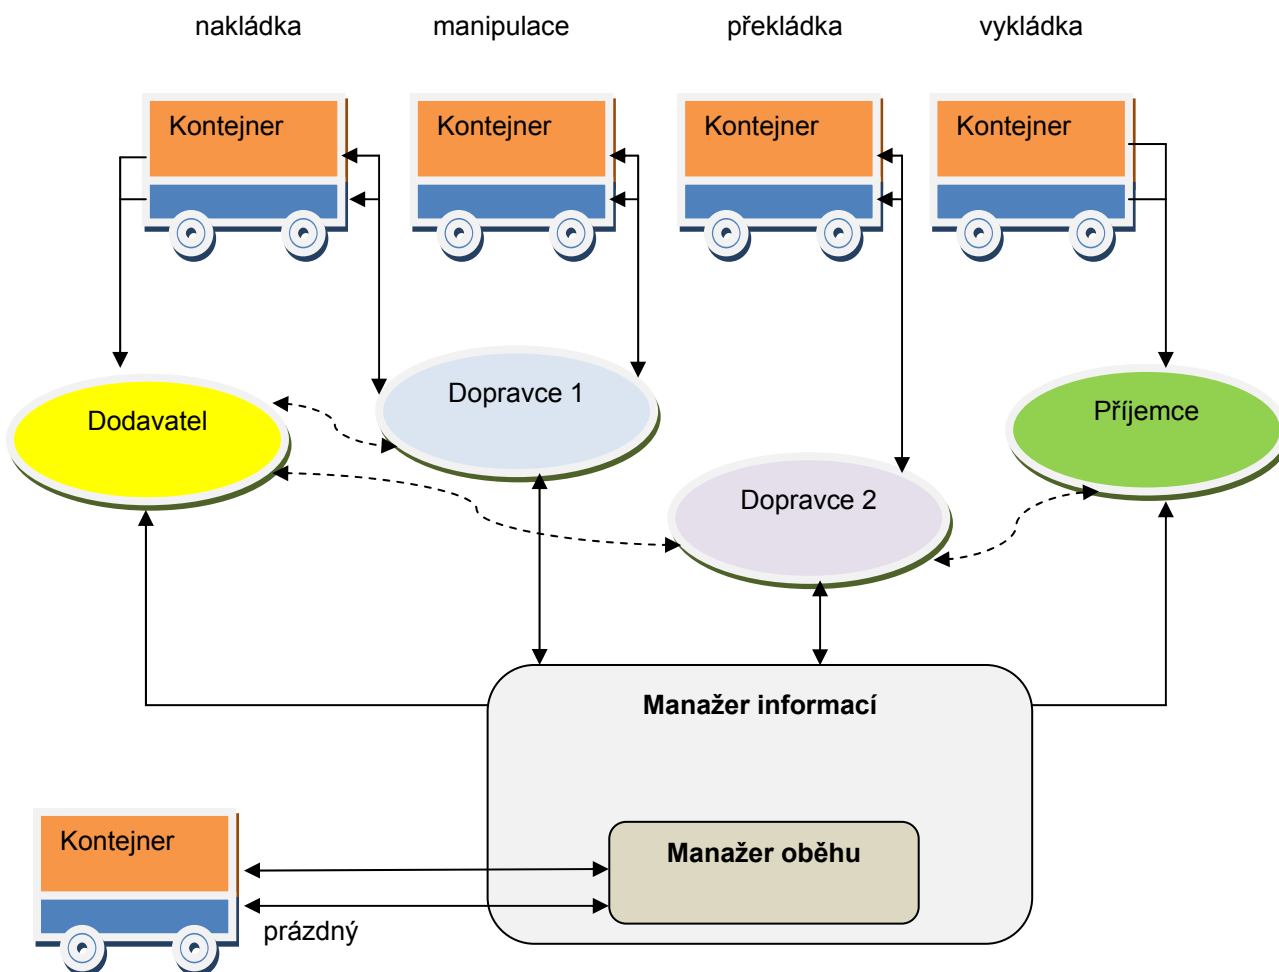 nakládka
manipulace
překládka
vykládka
Kontejner
Kontejner
Kontejner
Kontejner
Dodavatel
Dopravce 1
Dopravce 2
Příjemce
Manažer informací
Manažer oběhu
Kontejner
prázdný